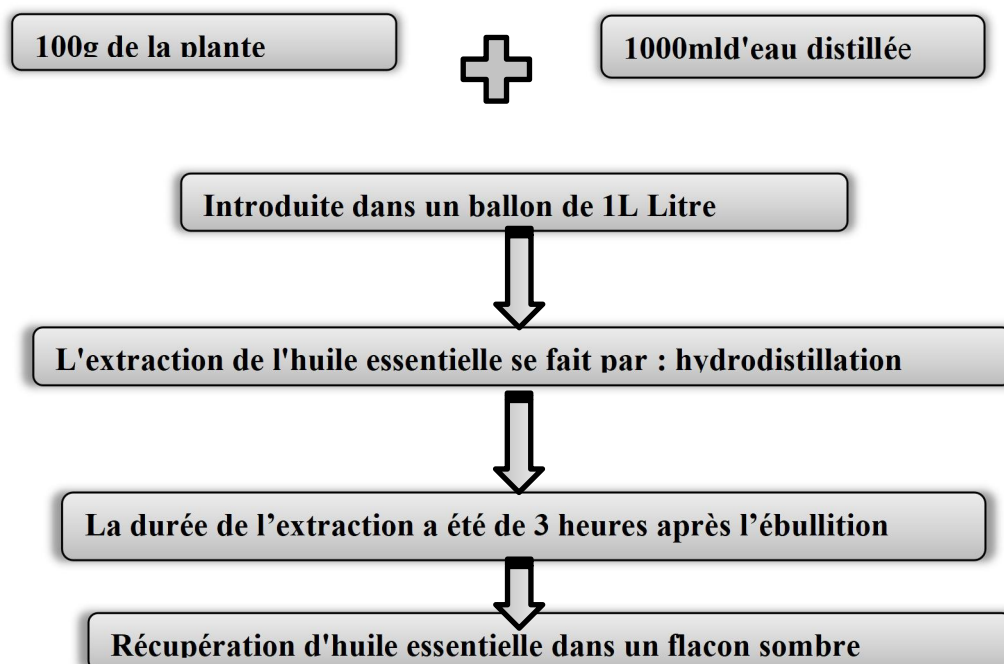 100g de la plante
1000mld'eau distillée
Introduite dans un ballon de 1L Litre
L'extraction de l'huile essentielle se fait par : hydrodistillation
La durée de l’extraction a été de 3 heures après l’ébullition
Récupération d'huile essentielle dans un flacon sombre